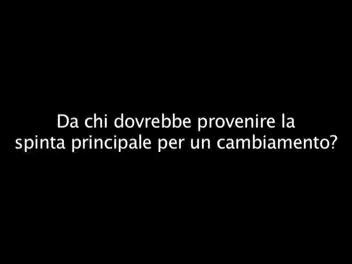 Da chi dovrebbe provenire la
spinta principale per un cambiamento?